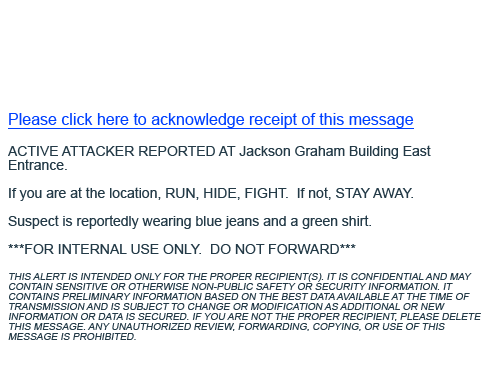 Please click here to acknowledge receipt of this message
ACTIVE ATTACKER REPORTED AT Jackson Graham Building East
Entrance.
If you are at the location, RUN, HIDE, FIGHT.  If not, STAY AWAY.
Suspect is reportedly wearing blue jeans and a green shirt.
***FOR INTERNAL USE ONLY.  DO NOT FORWARD***
THIS ALERT IS INTENDED ONLY FOR THE PROPER RECIPIENT(S). IT IS CONFIDENTIAL AND MAY
CONTAIN SENSITIVE OR OTHERWISE NON-PUBLIC SAFETY OR SECURITY INFORMATION. IT
CONTAINS PRELIMINARY INFORMATION BASED ON THE BEST DATA AVAILABLE AT THE TIME OF
TRANSMISSION AND IS SUBJECT TO CHANGE OR MODIFICATION AS ADDITIONAL OR NEW
INFORMATION OR DATA IS SECURED. IF YOU ARE NOT THE PROPER RECIPIENT, PLEASE DELETE
THIS MESSAGE. ANY UNAUTHORIZED REVIEW, FORWARDING, COPYING, OR USE OF THIS
MESSAGE IS PROHIBITED.